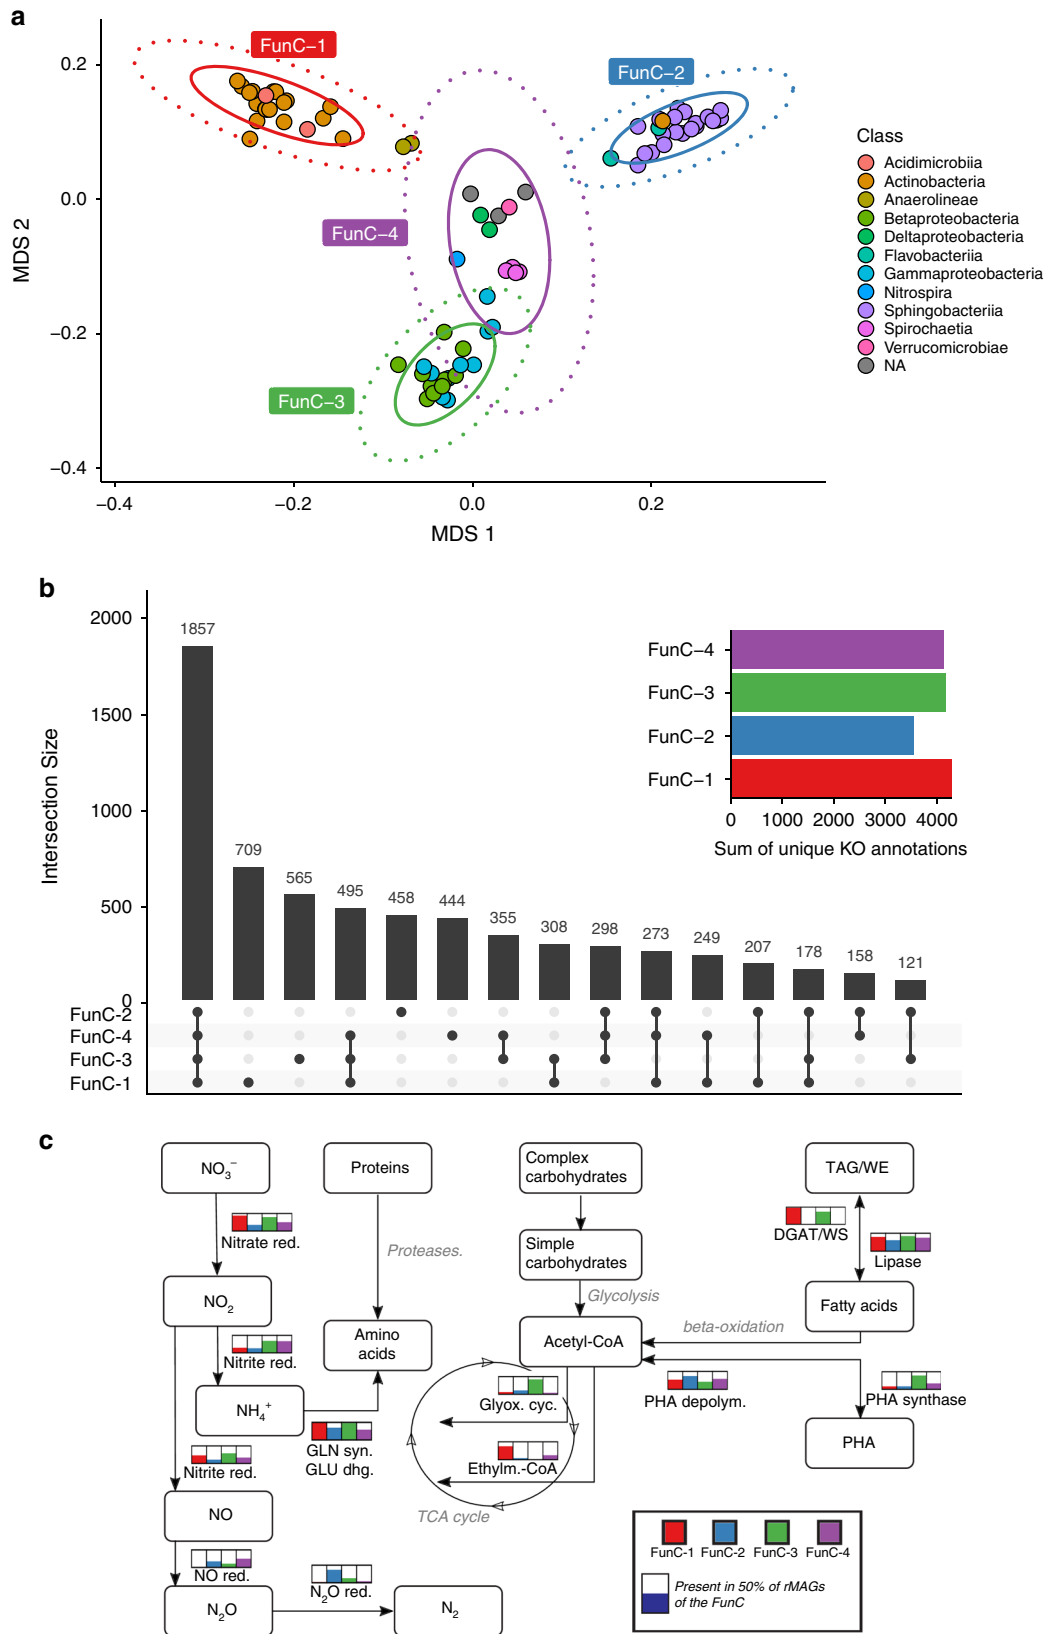 a
FunC−1
FunC−2
FunC−4
FunC−3
0.2
0.0
−0.2
−0.4
MDS 2
−0.4
−0.2
0.0
0.2
MDS 1
Class
Acidimicrobiia
Actinobacteria
Anaerolineae
Betaproteobacteria
Deltaproteobacteria
Flavobacteriia
Gammaproteobacteria
Nitrospira
Sphingobacteriia
Spirochaetia
Verrucomicrobiae
NA
b
2000
1500
1000
500
0
Intersection Size
1857
709
565
495
458
444
355
308
298
273
249
207
178
158
121
FunC-2
FunC-4
FunC-3
FunC-1
FunC−4
FunC−3
FunC−2
FunC−1
0 1000 2000 3000 4000
Sum of unique KO annotations
c
NO₃⁻
Proteins
Complex
carbohydrates
TAG/WE
Nitrate red.
Proteases.
Simple
carbohydrates
DGAT/WS
Lipase
NO₂
Glycolysis
Fatty acids
Nitrite red.
Amino
acids
Acetyl-CoA
beta-oxidation
NH₄⁺
GLN syn.
GLU dhg.
Glyox. cyc.
PHA depolym.
PHA synthase
Nitrite red.
Ethylm.-CoA
PHA
NO
TCA cycle
NO red.
N₂O red.
N₂O
N₂
FunC-1 FunC-2 FunC-3 FunC-4
Present in 50% of rMAGs
of the FunC